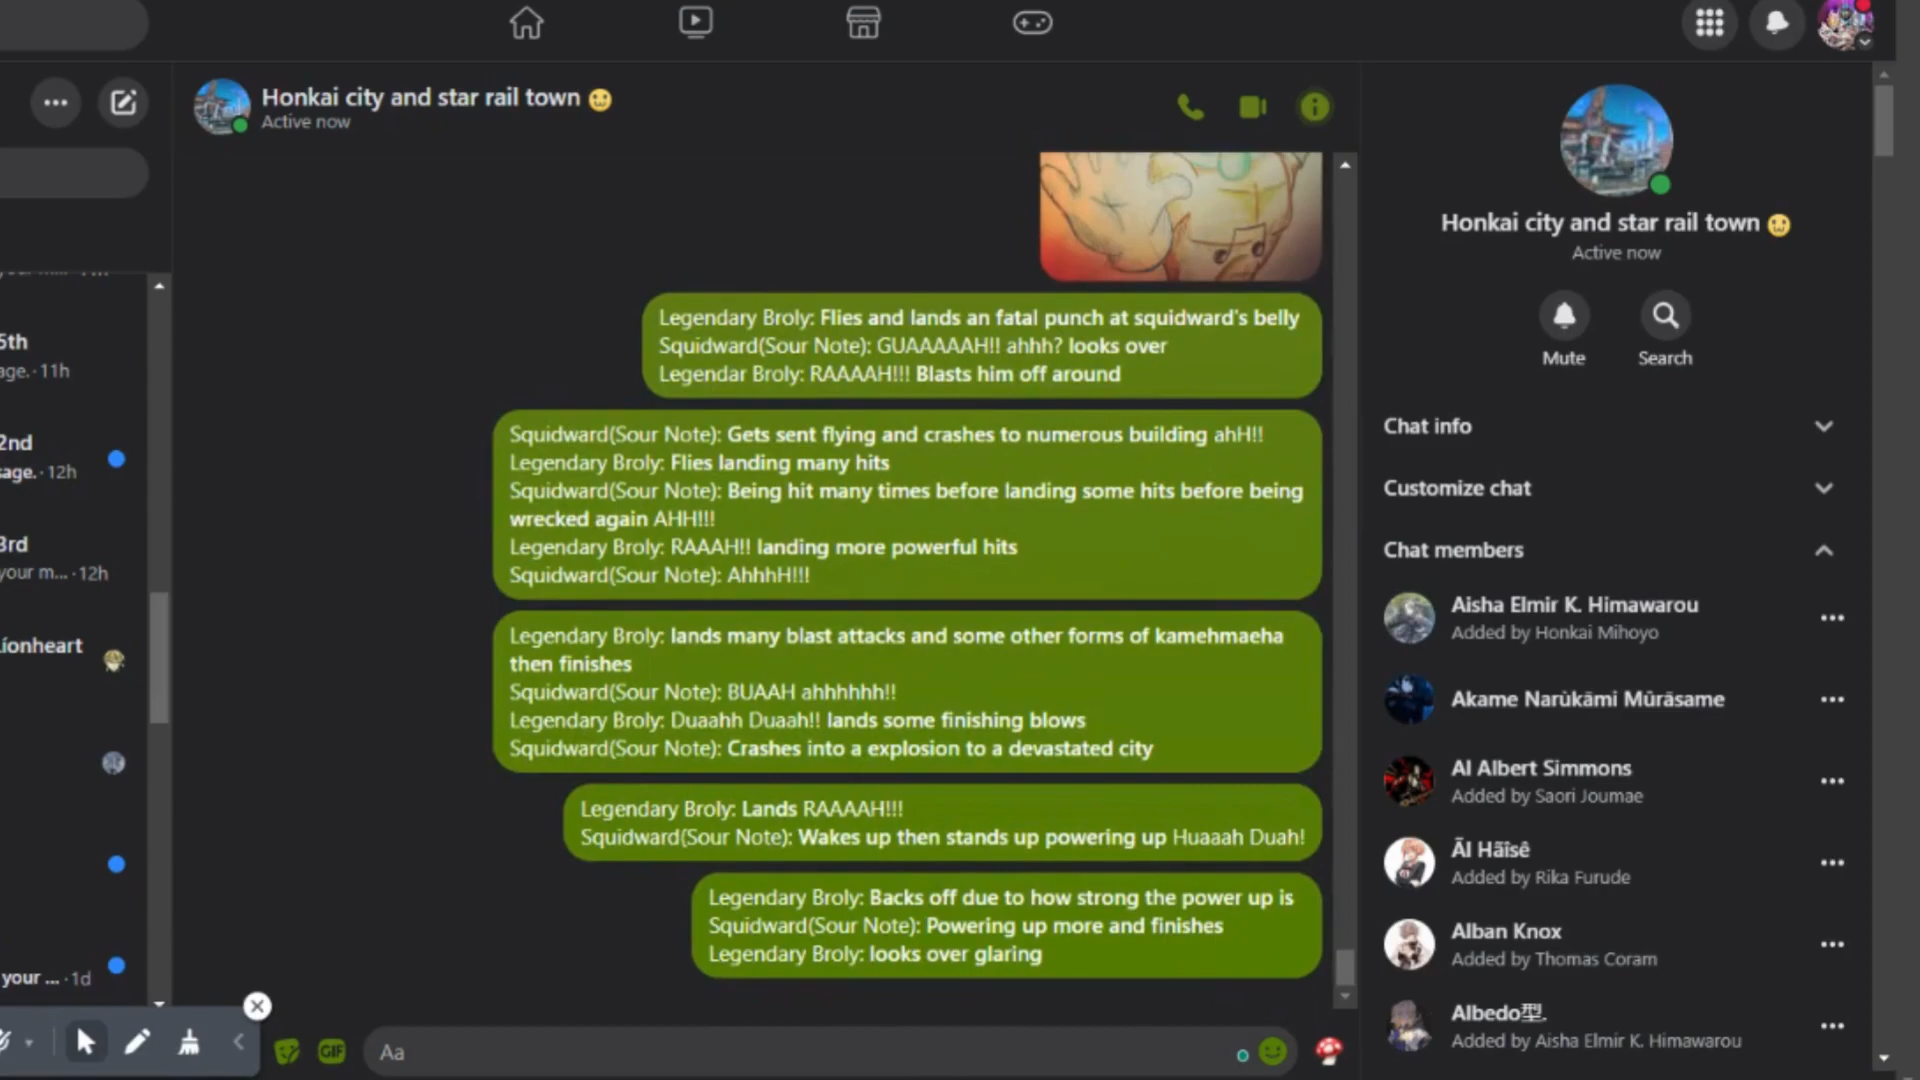 Honkai city and star rail town
Active now
5th
age. · 11h
2nd
sage. · 12h
3rd
your m... · 12h
ionheart
your ... · 1d
Legendary Broly: Flies and lands an fatal punch at squidward's belly
Squidward(Sour Note): GUAAAAAH!! ahhh? looks over
Legendar Broly: RAAAAH!!! Blasts him off around
Squidward(Sour Note): Gets sent flying and crashes to numerous building ahH!!
Legendary Broly: Flies landing many hits
Squidward(Sour Note): Being hit many times before landing some hits before being
wrecked again AHH!!!
Legendary Broly: RAAAH!! landing more powerful hits
Squidward(Sour Note): AhhhH!!!
Legendary Broly: lands many blast attacks and some other forms of kamehmaeha
then finishes
Squidward(Sour Note): BUAAH ahhhhhh!!
Legendary Broly: Duaahh Duaah!! lands some finishing blows
Squidward(Sour Note): Crashes into a explosion to a devastated city
Legendary Broly: Lands RAAAAH!!!
Squidward(Sour Note): Wakes up then stands up powering up Huaaah Duah!
Legendary Broly: Backs off due to how strong the power up is
Squidward(Sour Note): Powering up more and finishes
Legendary Broly: looks over glaring
GIF
Aa
Honkai city and star rail town
Active now
Mute
Search
Chat info
Customize chat
Chat members
Aisha Elmir K. Himawarou
Added by Honkai Mihoyo
Akame Narùkāmi Mûrāsame
Al Albert Simmons
Added by Saori Joumae
Ãl Hãîsê
Added by Rika Furude
Alban Knox
Added by Thomas Coram
Albedo型.
Added by Aisha Elmir K. Himawarou